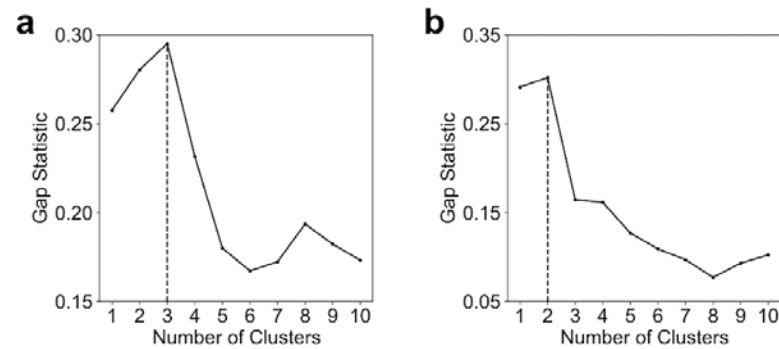 a
Gap Statistic
0.30
0.25
0.20
0.15
1 2 3 4 5 6 7 8 9 10
Number of Clusters
b
Gap Statistic
0.35
0.25
0.15
0.05
1 2 3 4 5 6 7 8 9 10
Number of Clusters